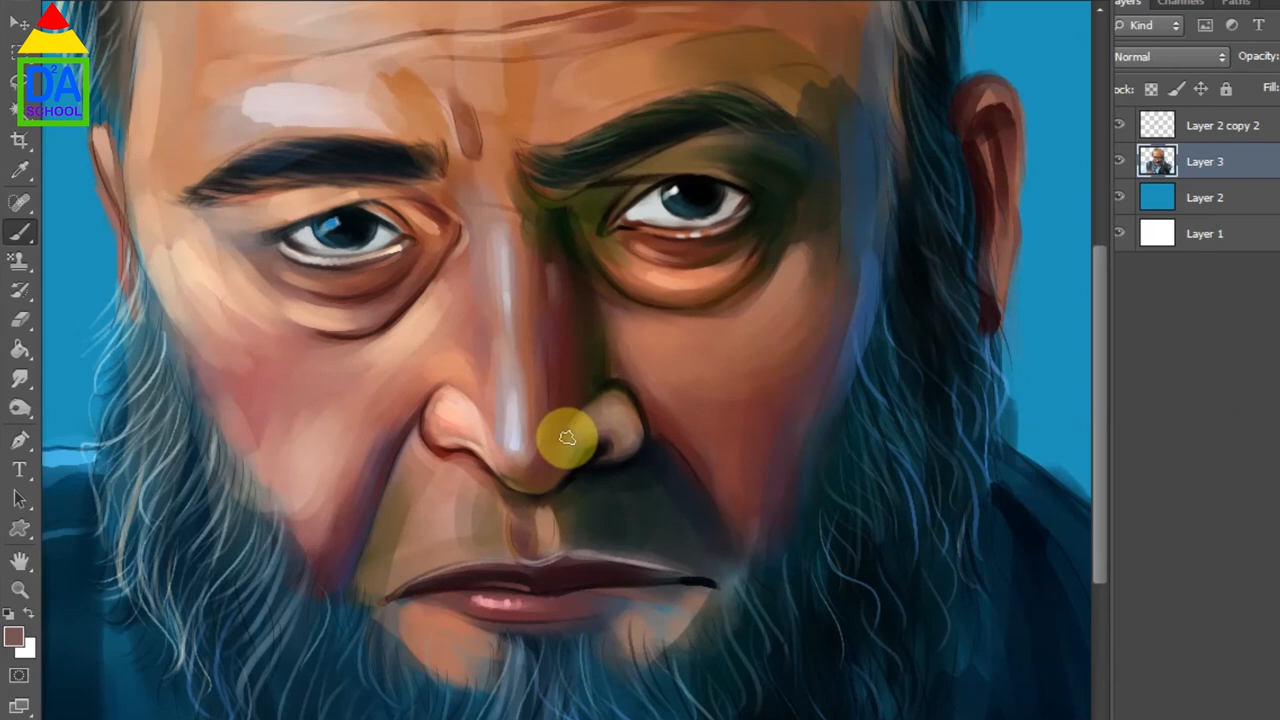 D²A
SCHOOL
ayers Channels Paths
Kind
T
Normal
Opacity:
ock:
Fill:
Layer 2 copy 2
Layer 3
Layer 2
Layer 1
T